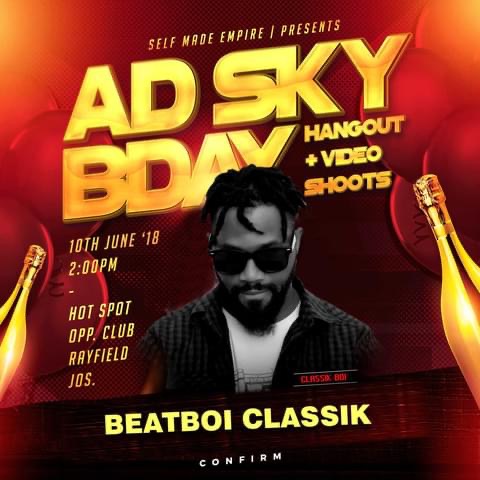 SELF MADE EMPIRE | PRESENTS
AD SKY
BDAY
HANGOUT
+ VIDEO
SHOOTS
10TH JUNE '18
2:00PM
-
HOT SPOT
OPP. CLUB
RAYFIELD
JOS.
CLASSIK BOI
BEATBOI CLASSIK
CONFIRM